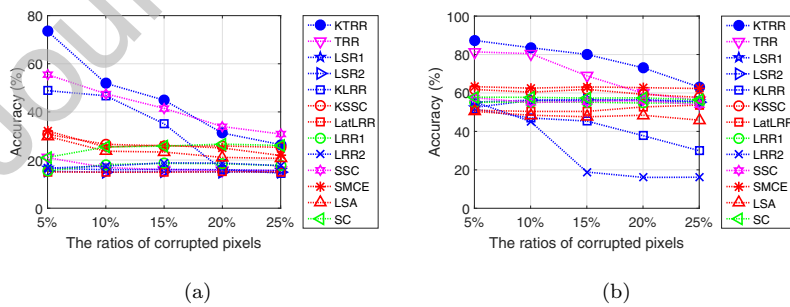 80
60
40
20
0
Accuracy (%)
5% 10% 15% 20% 25%
The ratios of corrupted pixels
KTRR
TRR
LSR1
LSR2
KLRR
KSSC
LatLRR
LRR1
LRR2
SSC
SMCE
LSA
SC
(a)
100
80
60
40
20
0
Accuracy (%)
5% 10% 15% 20% 25%
The ratios of corrupted pixels
KTRR
TRR
LSR1
LSR2
KLRR
KSSC
LatLRR
LRR1
LRR2
SSC
SMCE
LSA
SC
(b)